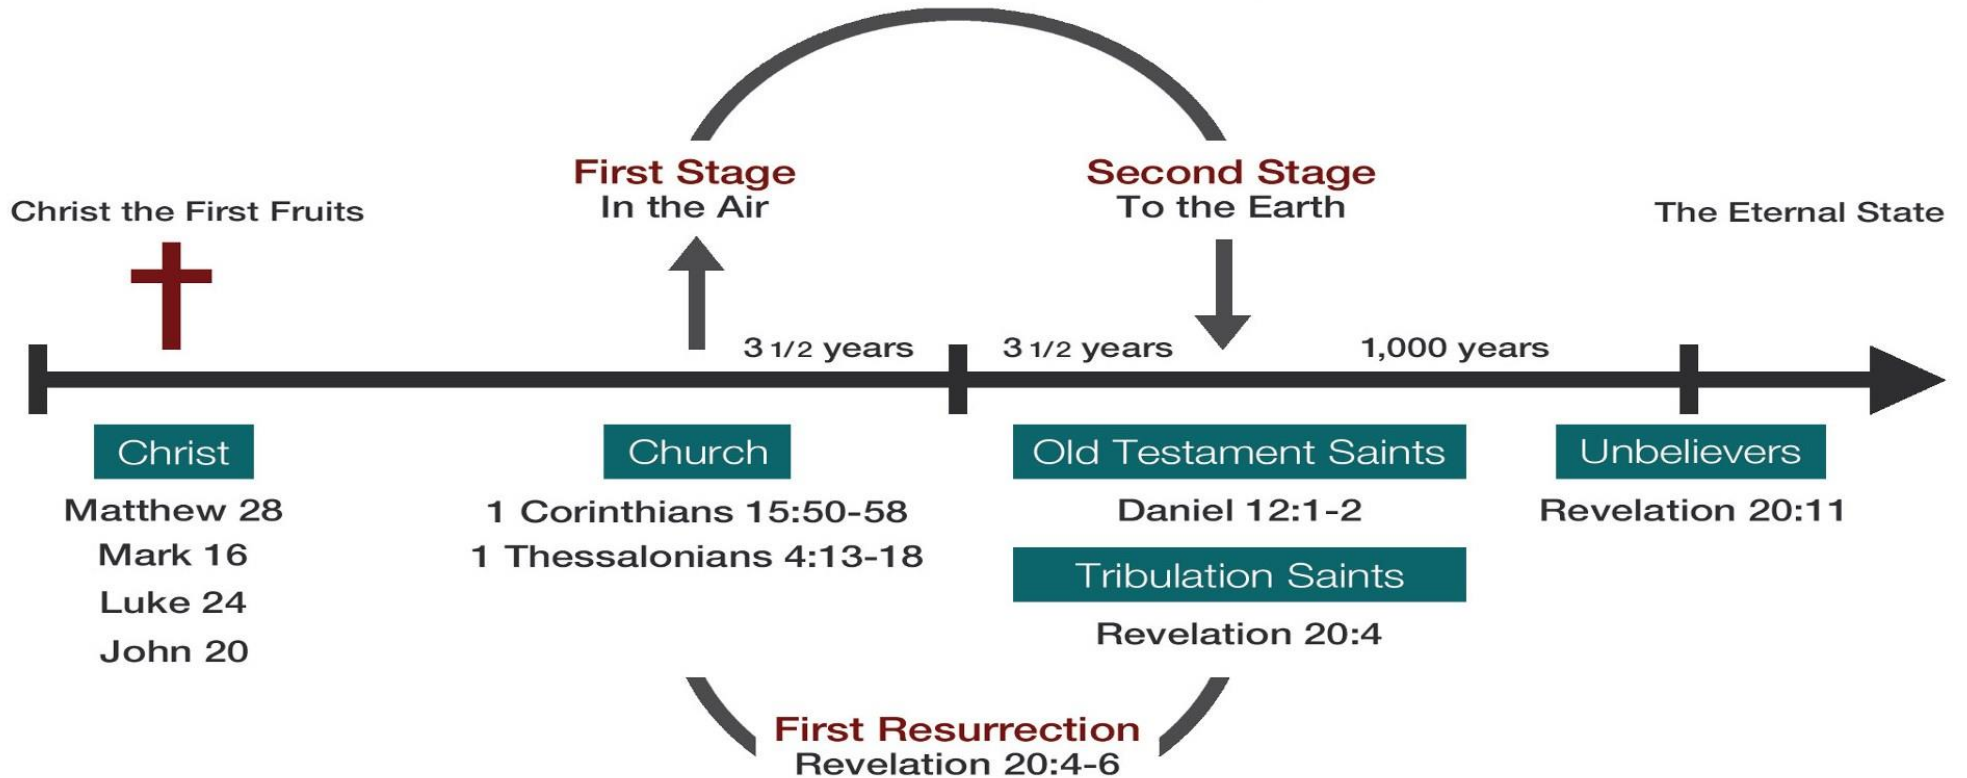 First Stage
In the Air
Second Stage
To the Earth
Christ the First Fruits
The Eternal State
3 1/2 years
3 1/2 years
1,000 years
Christ
Matthew 28
Mark 16
Luke 24
John 20
Church
1 Corinthians 15:50-58
1 Thessalonians 4:13-18
Old Testament Saints
Daniel 12:1-2
Tribulation Saints
Revelation 20:4
Unbelievers
Revelation 20:11
First Resurrection
Revelation 20:4-6